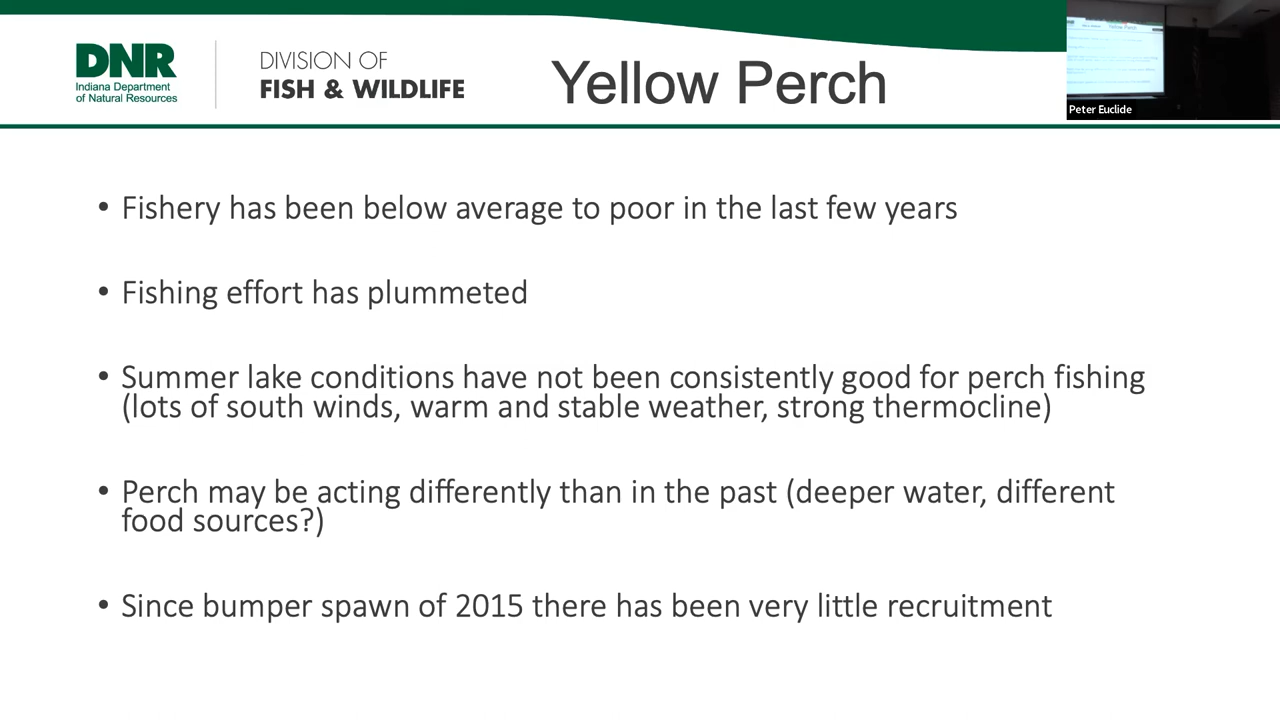 DNR
Indiana Department
of Natural Resources
DIVISION OF
FISH & WILDLIFE
Yellow Perch
Yellow Perch
Peter Euclide
• Fishery has been below average to poor in the last few years
• Fishing effort has plummeted
• Summer lake conditions have not been consistently good for perch fishing
(lots of south winds, warm and stable weather, strong thermocline)
• Perch may be acting differently than in the past (deeper water, different
food sources?)
• Since bumper spawn of 2015 there has been very little recruitment